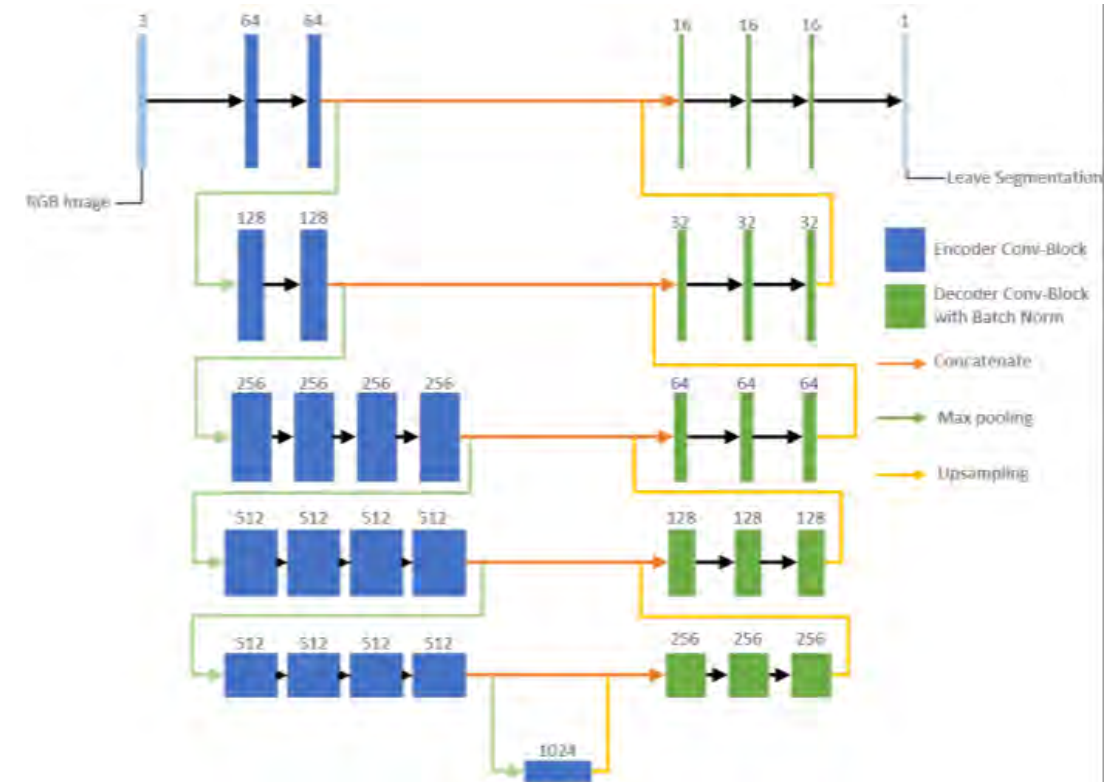 3 64 64 16 16 16 1
RGB Image
Leave Segmentation
128 128 32 32 32
Encoder Conv-Block
Decoder Conv-Block
with Batch Norm
Concatenate
Max pooling
Upsampling
256 256 256 256 64 64 64
512 512 512 512 128 128 128
512 512 512 512 256 256 256
1024